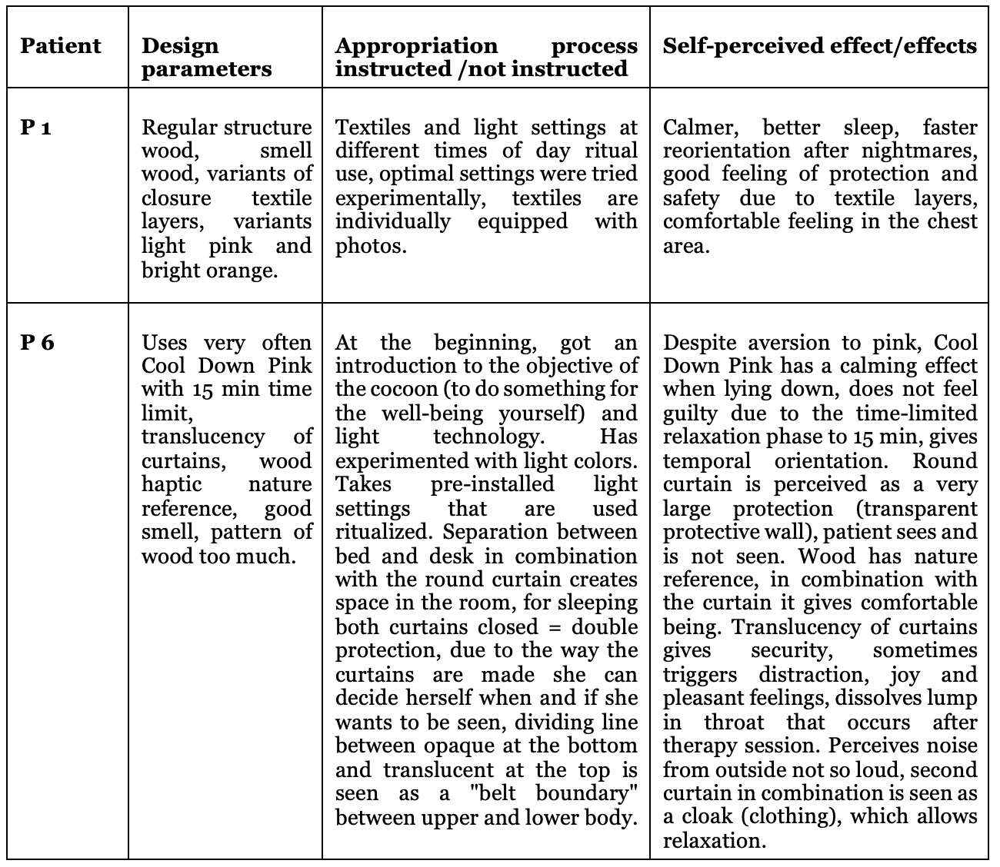 Patient
Design
parameters
Appropriation process
instructed /not instructed
Self-perceived effect/effects
P 1
Regular structure
wood, smell
wood, variants of
closure textile
layers, variants
light pink and
bright orange.
Textiles and light settings at
different times of day ritual
use, optimal settings were tried
experimentally, textiles are
individually equipped with
photos.
Calmer, better sleep, faster
reorientation after nightmares,
good feeling of protection and
safety due to textile layers,
comfortable feeling in the chest
area.
P 6
Uses very often
Cool Down Pink
with 15 min time
limit,
translucency of
curtains, wood
haptic nature
reference, good
smell, pattern of
wood too much.
At the beginning, got an
introduction to the objective of
the cocoon (to do something for
the well-being yourself) and
light technology. Has
experimented with light colors.
Takes pre-installed light
settings that are used
ritualized. Separation between
bed and desk in combination
with the round curtain creates
space in the room, for sleeping
both curtains closed = double
protection, due to the way the
curtains are made she can
decide herself when and if she
wants to be seen, dividing line
between opaque at the bottom
and translucent at the top is
seen as a "belt boundary"
between upper and lower body.
Despite aversion to pink, Cool
Down Pink has a calming effect
when lying down, does not feel
guilty due to the time-limited
relaxation phase to 15 min, gives
temporal orientation. Round
curtain is perceived as a very
large protection (transparent
protective wall), patient sees and
is not seen. Wood has nature
reference, in combination with
the curtain it gives comfortable
being. Translucency of curtains
gives security, sometimes
triggers distraction, joy and
pleasant feelings, dissolves lump
in throat that occurs after
therapy session. Perceives noise
from outside not so loud, second
curtain in combination is seen as
a cloak (clothing), which allows
relaxation.